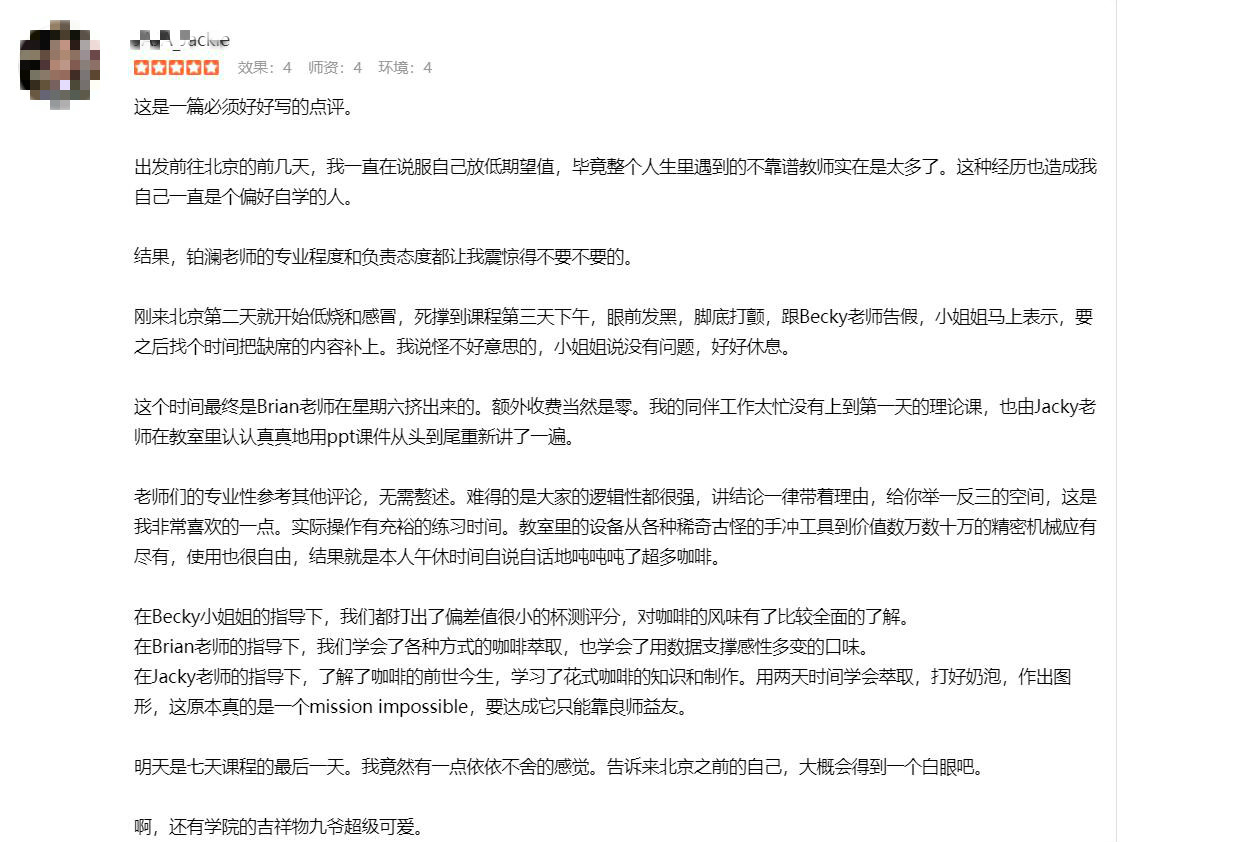 _Jackie
效果：4 师资：4 环境：4
这是一篇必须好好写的点评。
出发前往北京的前几天，我一直在说服自己放低期望值，毕竟整个人生里遇到的不靠谱教师实在是太多了。这种经历也造成我
自己一直是个偏好自学的人。
结果，铂澜老师的专业程度和负责态度都让我震惊得不要不要的。
刚来北京第二天就开始低烧和感冒，死撑到课程第三天下午，眼前发黑，脚底打颤，跟Becky老师告假，小姐姐马上表示，要
之后找个时间把缺席的内容补上。我说怪不好意思的，小姐姐说没有问题，好好休息。
这个时间最终是Brian老师在星期六挤出来的。额外收费当然是零。我的同伴工作太忙没有上到第一天的理论课，也由Jacky老
师在教室里认认真真地用ppt课件从头到尾重新讲了一遍。
老师们的专业性参考其他评论，无需赘述。难得的是大家的逻辑性都很强，讲结论一律带着理由，给你举一反三的空间，这是
我非常喜欢的一点。实际操作有充裕的练习时间。教室里的设备从各种稀奇古怪的手冲工具到价值数万数十万的精密机械应有
尽有，使用也很自由，结果就是本人午休时间自说自话地吨吨吨了超多咖啡。
在Becky小姐姐的指导下，我们都打出了偏差值很小的杯测评分，对咖啡的风味有了比较全面的了解。
在Brian老师的指导下，我们学会了各种方式的咖啡萃取，也学会了用数据支撑感性多变的口味。
在Jacky老师的指导下，了解了咖啡的前世今生，学习了花式咖啡的知识和制作。用两天时间学会萃取，打好奶泡，作出图
形，这原本真的是一个mission impossible，要达成它只能靠良师益友。
明天是七天课程的最后一天。我竟然有一点依依不舍的感觉。告诉来北京之前的自己，大概会得到一个白眼吧。
啊，还有学院的吉祥物九爷超级可爱。